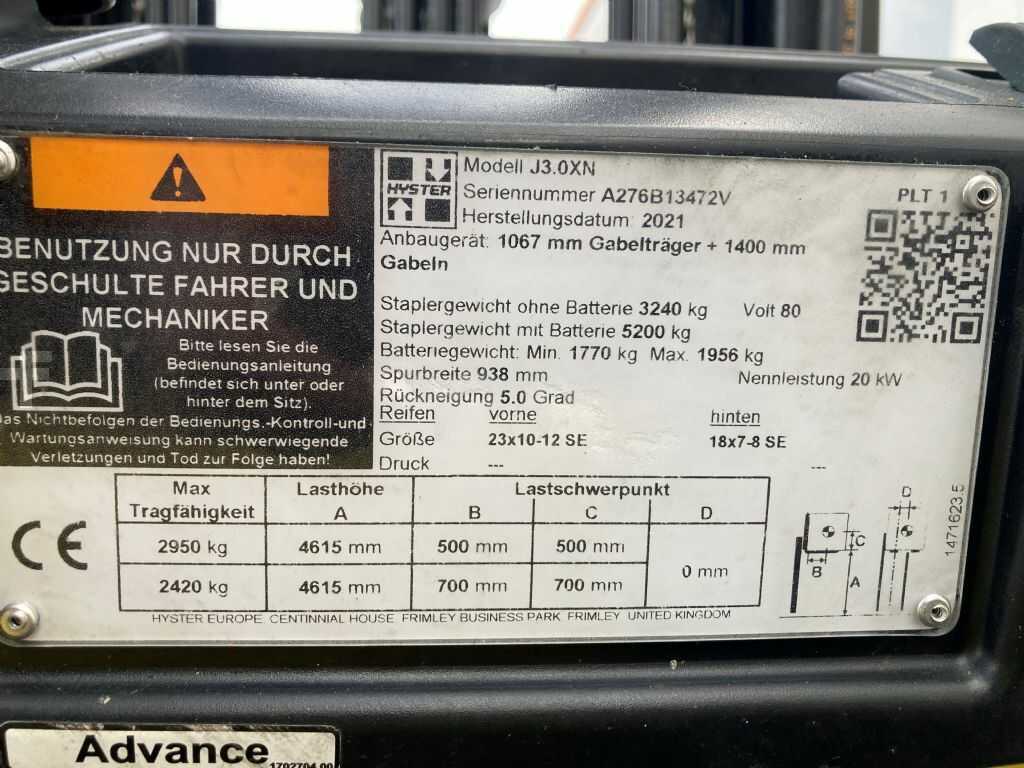 BENUTZUNG NUR DURCH
GESCHULTE FAHRER UND
MECHANIKER
Bitte lesen Sie die
Bedienungsanleitung
(befindet sich unter oder
hinter dem Sitz).
Das Nichtbefolgen der Bedienungs.-Kontroll-und
Wartungsanweisung kann schwerwiegende
Verletzungen und Tod zur Folge haben!
HYSTER
Modell J3.0XN
Seriennummer A276B13472V
Herstellungsdatum: 2021
PLT 1
Anbaugerät: 1067 mm Gabelträger + 1400 mm
Gabeln
Staplergewicht ohne Batterie 3240 kg Volt 80
Staplergewicht mit Batterie 5200 kg
Batteriegewicht: Min. 1770 kg Max. 1956 kg
Spurbreite 938 mm Nennleistung 20 kW
Rückneigung 5.0 Grad
Reifen vorne hinten
Größe 23x10-12 SE 18x7-8 SE
Druck --- ---
Max Lasthöhe Lastschwerpunkt
Tragfähigkeit A B C D
2950 kg 4615 mm 500 mm 500 mm
2420 kg 4615 mm 700 mm 700 mm
0 mm
D
C
B
A
1471623.5
CE
HYSTER EUROPE CENTINNIAL HOUSE FRIMLEY BUSINESS PARK FRIMLEY UNITED KINGDOM
Advance
1702704 00